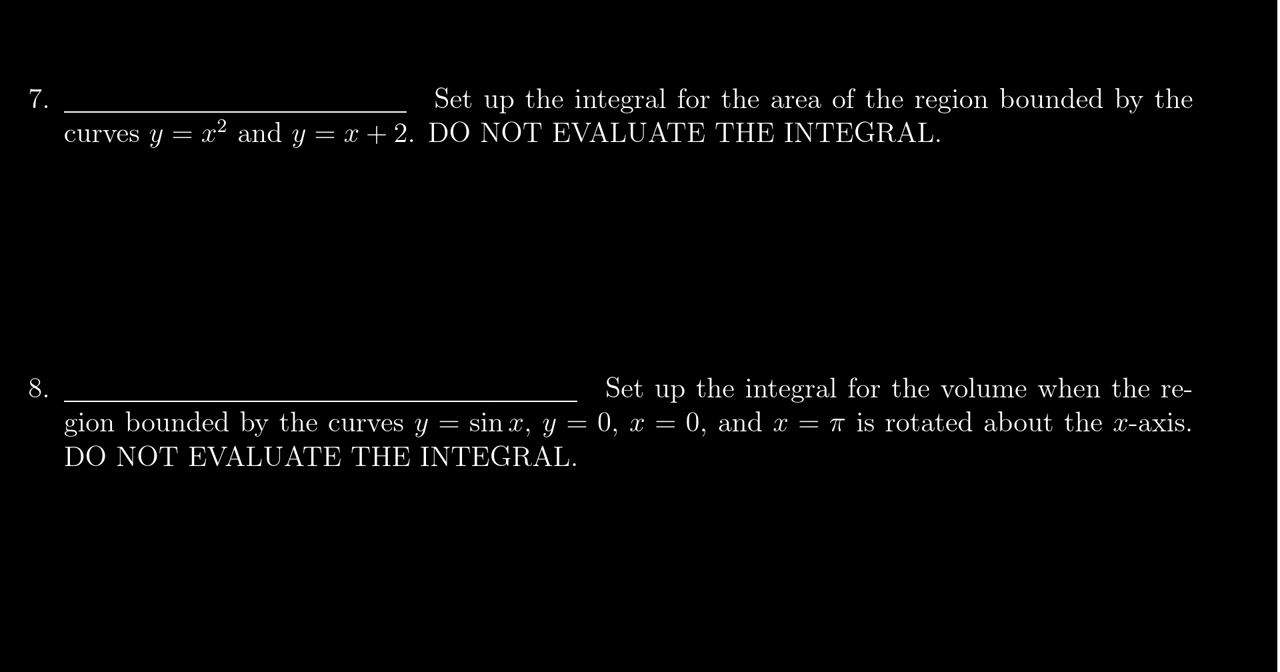 7. ______________________ Set up the integral for the area of the region bounded by the
curves y = x² and y = x + 2. DO NOT EVALUATE THE INTEGRAL.
8. _________________________________ Set up the integral for the volume when the re-
gion bounded by the curves y = sin x, y = 0, x = 0, and x = π is rotated about the x-axis.
DO NOT EVALUATE THE INTEGRAL.